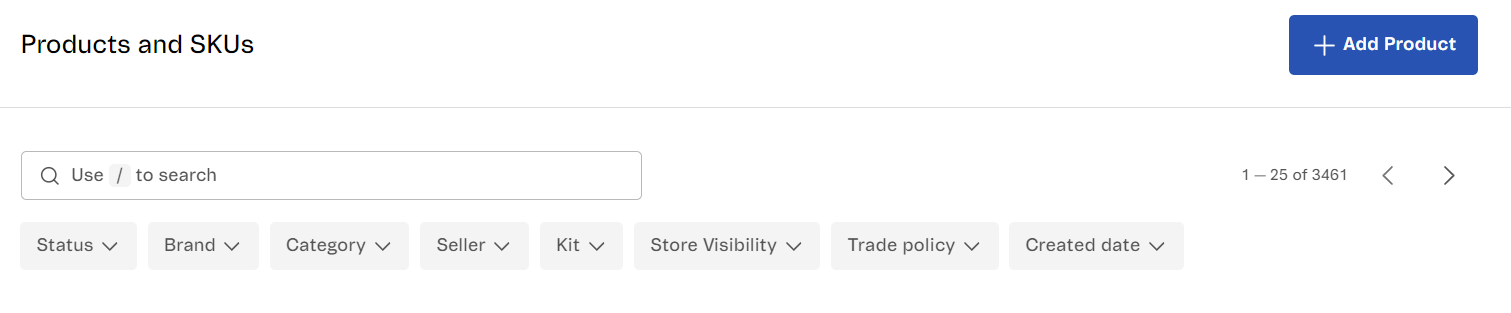 Products and SKUs
Add Product
Use / to search
1 — 25 of 3461
Status Brand Category Seller Kit Store Visibility Trade policy Created date